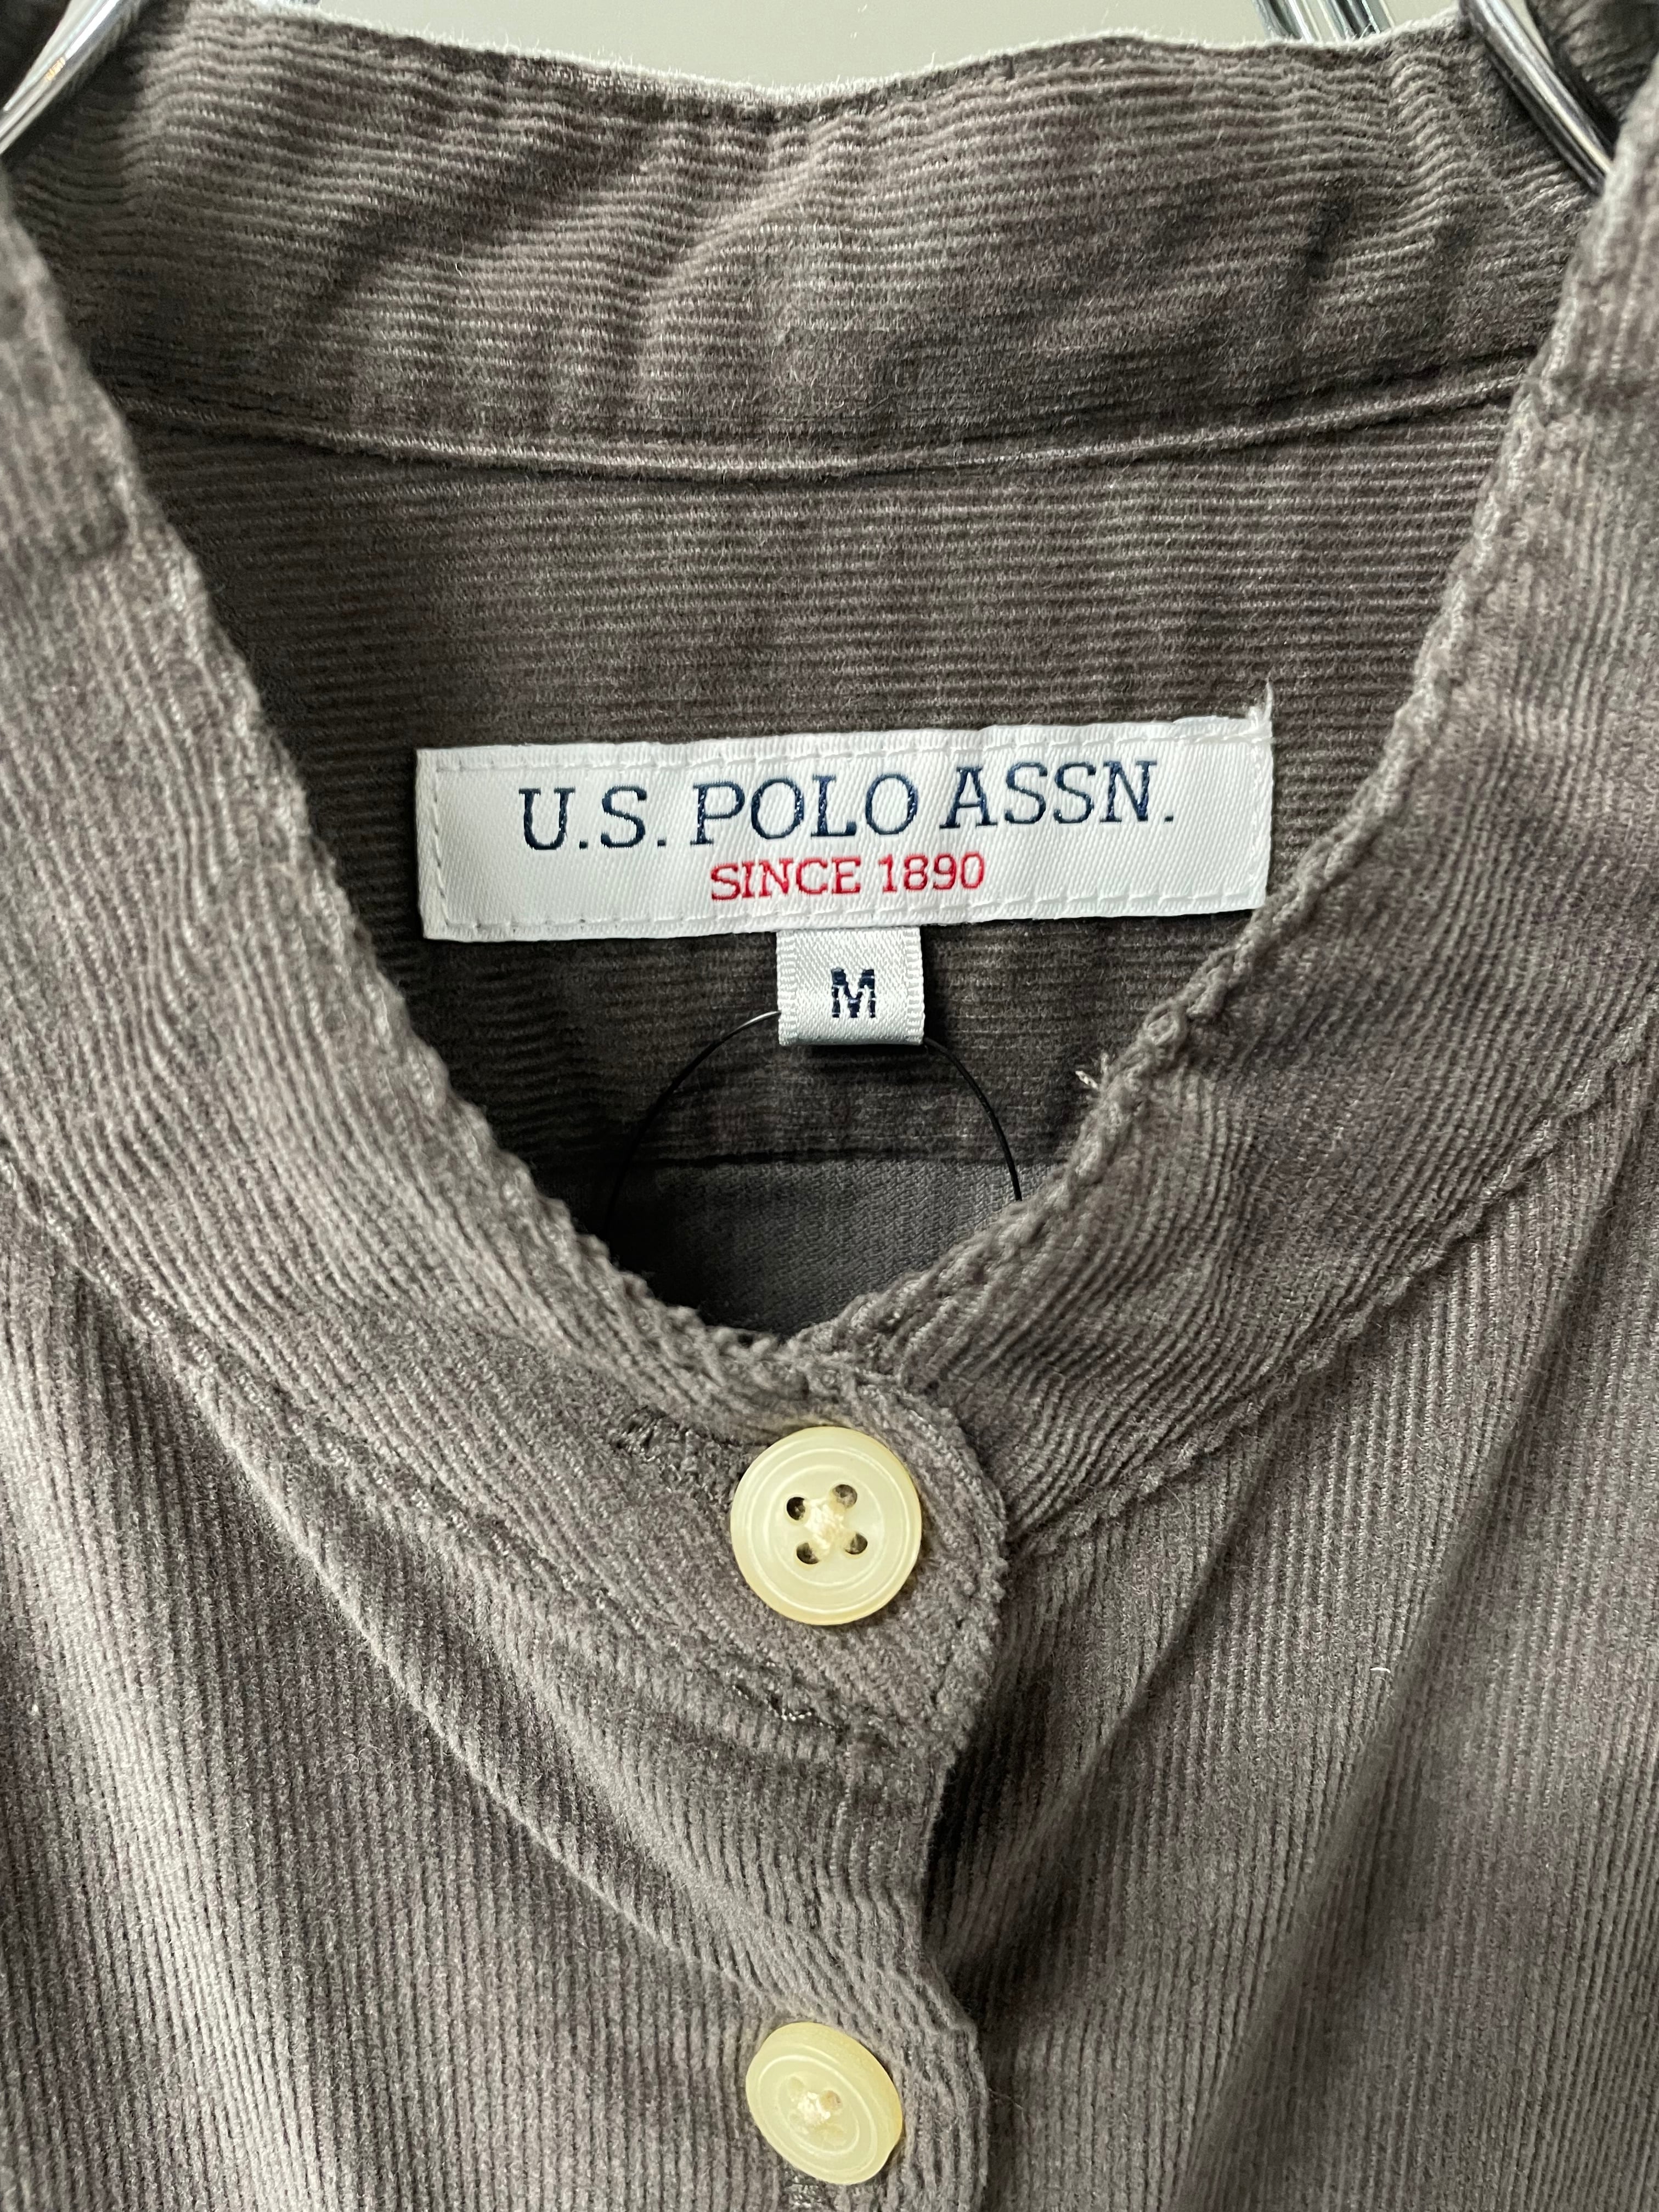 U.S. POLO ASSN.
SINCE 1890
M